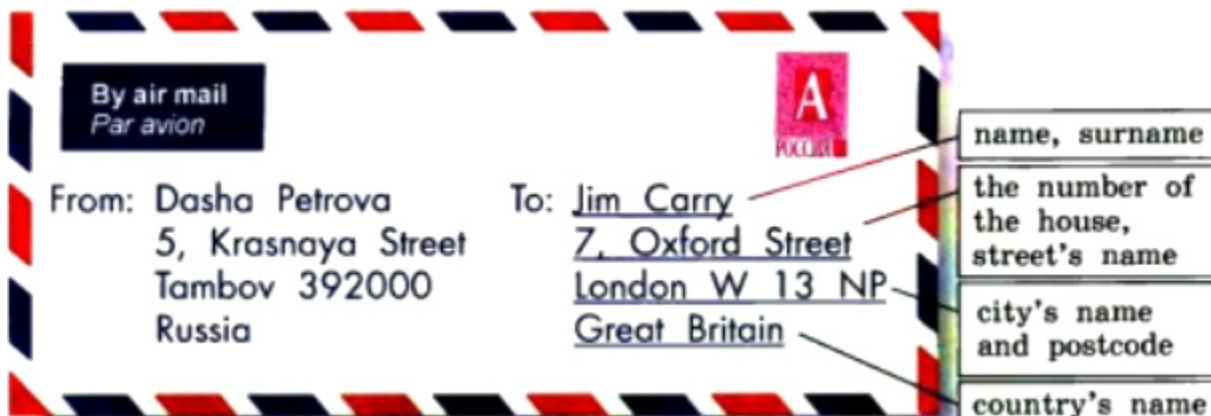 By air mail
Par avion
A
РОССИЯ
From: Dasha Petrova
5, Krasnaya Street
Tambov 392000
Russia
To: Jim Carry
7, Oxford Street
London W 13 NP
Great Britain
name, surname
the number of
the house,
street's name
city's name
and postcode
country's name